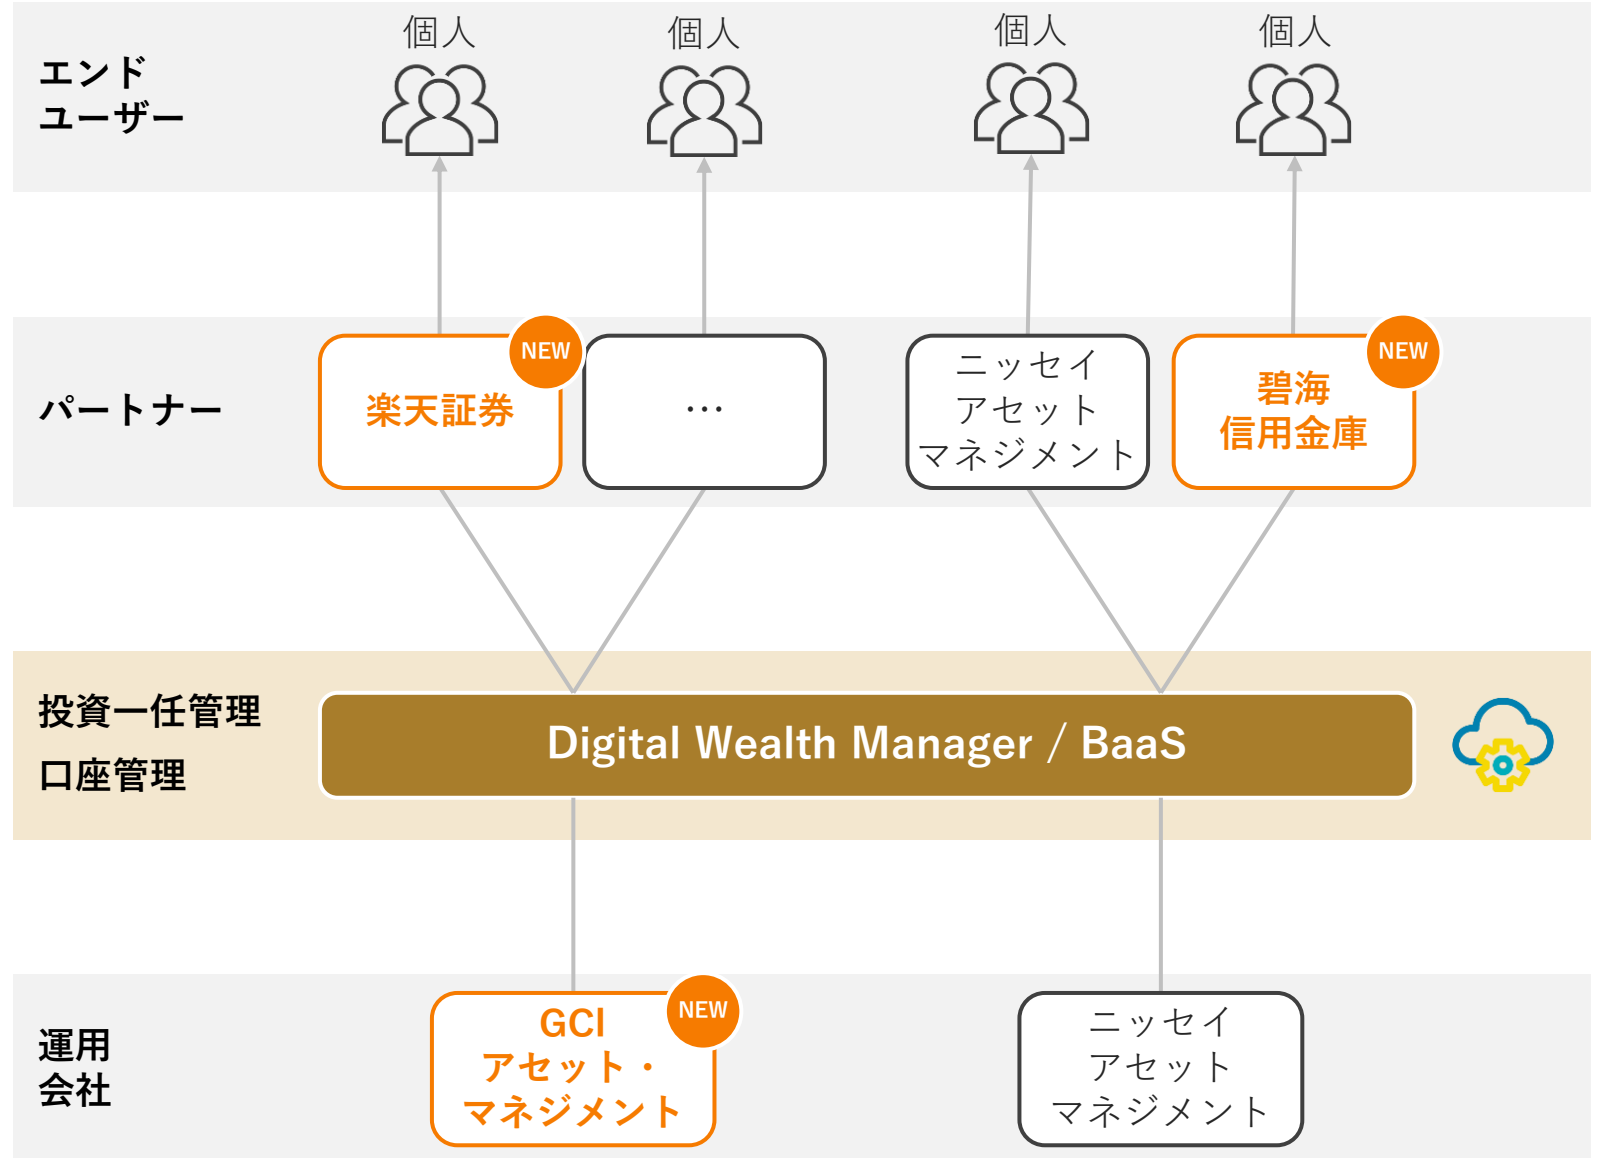 エンド
ユーザー
個人
個人
個人
個人
パートナー
楽天証券
NEW
…
ニッセイ
アセット
マネジメント
碧海
信用金庫
NEW
投資一任管理
口座管理
Digital Wealth Manager / BaaS
運用
会社
GCI
アセット・
マネジメント
NEW
ニッセイ
アセット
マネジメント